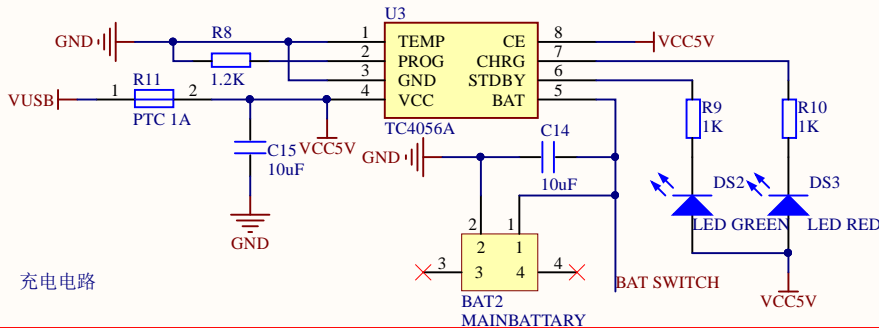 U3
GND
R8
1.2K
1
2
3
4
TEMP
PROG
GND
VCC
CE
CHRG
STDBY
BAT
8
7
6
5
VCC5V
TC4056A
VUSB
1
R11
2
PTC 1A
C15
10uF
VCC5V
GND
GND
C14
10uF
R9
1K
R10
1K
DS2
LED GREEN
DS3
LED RED
VCC5V
2
1
2
1
3
3
4
4
BAT2
MAINBATTARY
BAT SWITCH
充电电路